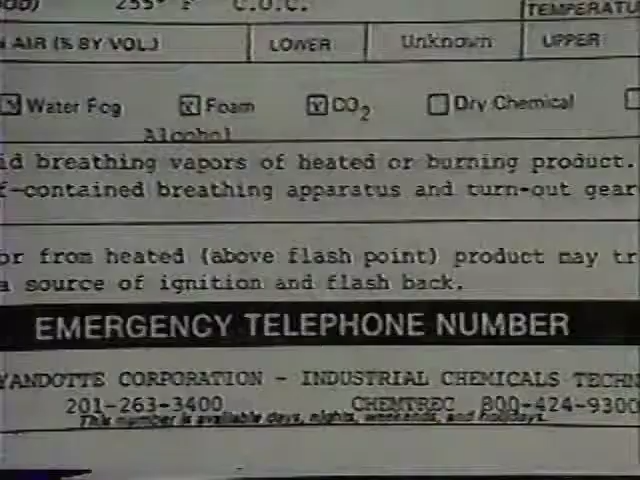 255° F C.O.C. TEMPERATU
AIR (% BY VOL.) LOWER Unknown UPPER
Water Fog Foam CO2 Dry Chemical
Alcohol
id breathing vapors of heated or burning product.
f-contained breathing apparatus and turn-out gear
or from heated (above flash point) product may tr
a source of ignition and flash back.
EMERGENCY TELEPHONE NUMBER
YANDOTTE CORPORATION - INDUSTRIAL CHEMICALS TECHN
201-263-3400 CHEMTREC 800-424-9300
This number is available days, nights, weekends, and holidays.